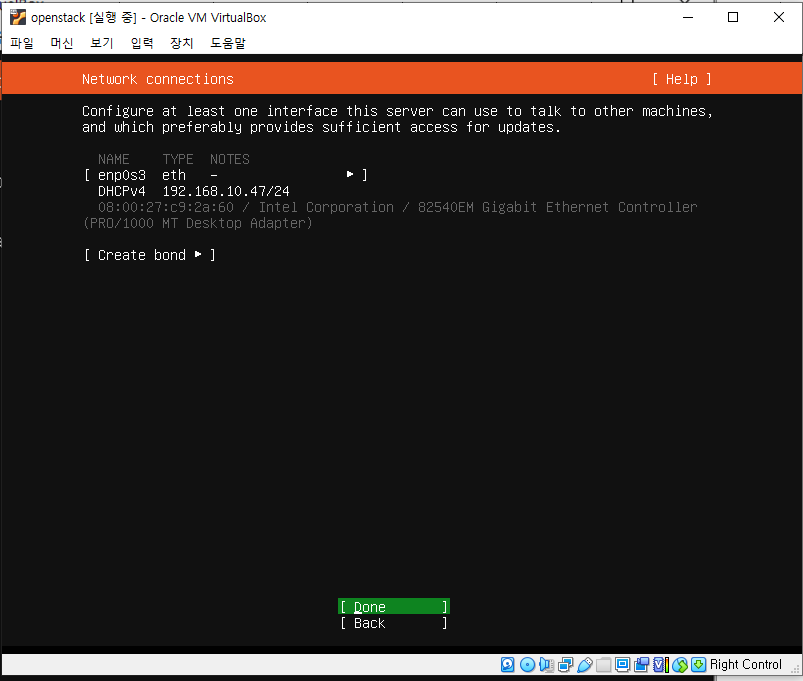 openstack [실행 중] - Oracle VM VirtualBox
파일 머신 보기 입력 장치 도움말
Network connections [ Help ]
Configure at least one interface this server can use to talk to other machines,
and which preferably provides sufficient access for updates.
NAME TYPE NOTES
[ enp0s3 eth - ▸ ]
DHCPv4 192.168.10.47/24
08:00:27:c9:2a:60 / Intel Corporation / 82540EM Gigabit Ethernet Controller
(PRO/1000 MT Desktop Adapter)
[ Create bond ▸ ]
[ Done ]
[ Back ]
Right Control